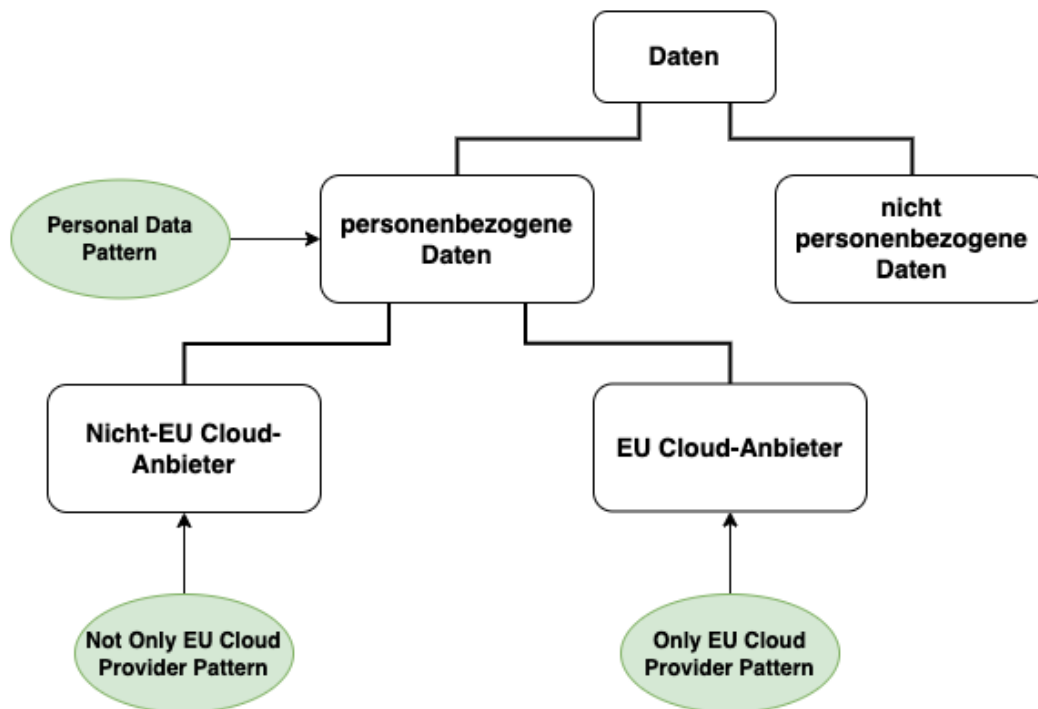 Daten
Personal Data
Pattern
personenbezogene
Daten
nicht
personenbezogene
Daten
Nicht-EU Cloud-
Anbieter
EU Cloud-Anbieter
Not Only EU Cloud
Provider Pattern
Only EU Cloud
Provider Pattern